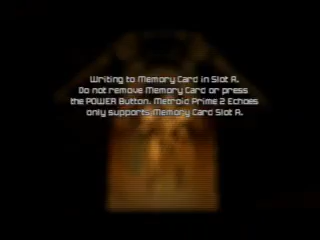 Writing to Memory Card in Slot A.
Do not remove Memory Card or press
the POWER Button. Metroid Prime 2 Echoes
only supports Memory Card Slot A.